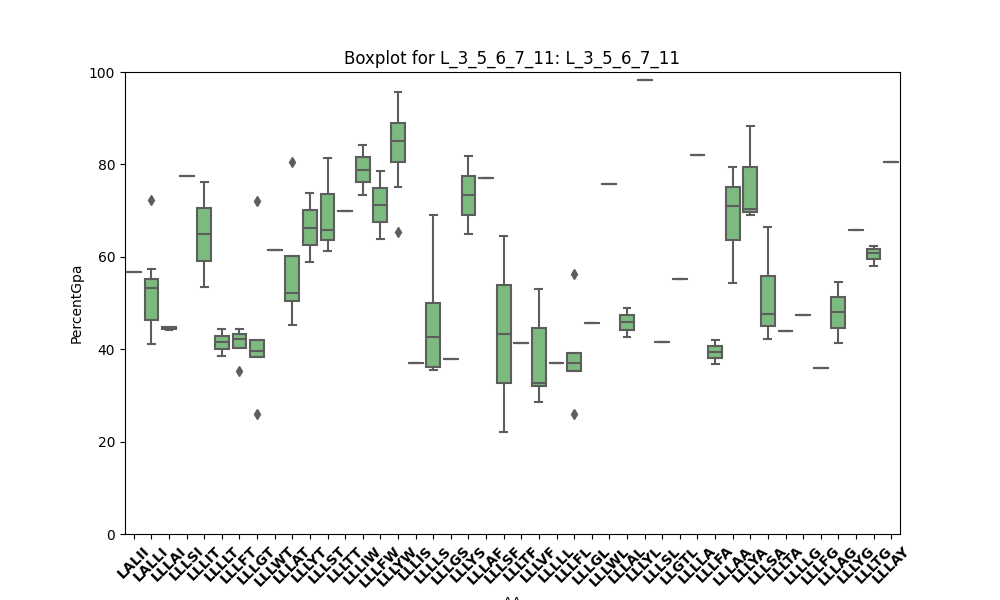 Boxplot for L_3_5_6_7_11: L_3_5_6_7_11
PercentGpa
100
80
60
40
20
0
LALII
LALLI
LLLAI
LLLSI
LLLIT
LLLLT
LLLFT
LLLGT
LLLWT
LLLAT
LLLYT
LLLST
LLLTT
LLLIW
LLLFW
LLLYW
LLLIS
LLLLS
LLLGS
LLLYS
LLLAF
LLLSF
LLLTF
LLLVF
LLLLL
LLLFL
LLLGL
LLLWL
LLLAL
LLLYL
LLLSL
LLGTL
LLLLA
LLLFA
LLLAA
LLLYA
LLLSA
LLLTA
LLLLG
LLLFG
LLLAG
LLLYG
LLLTG
LLLAY